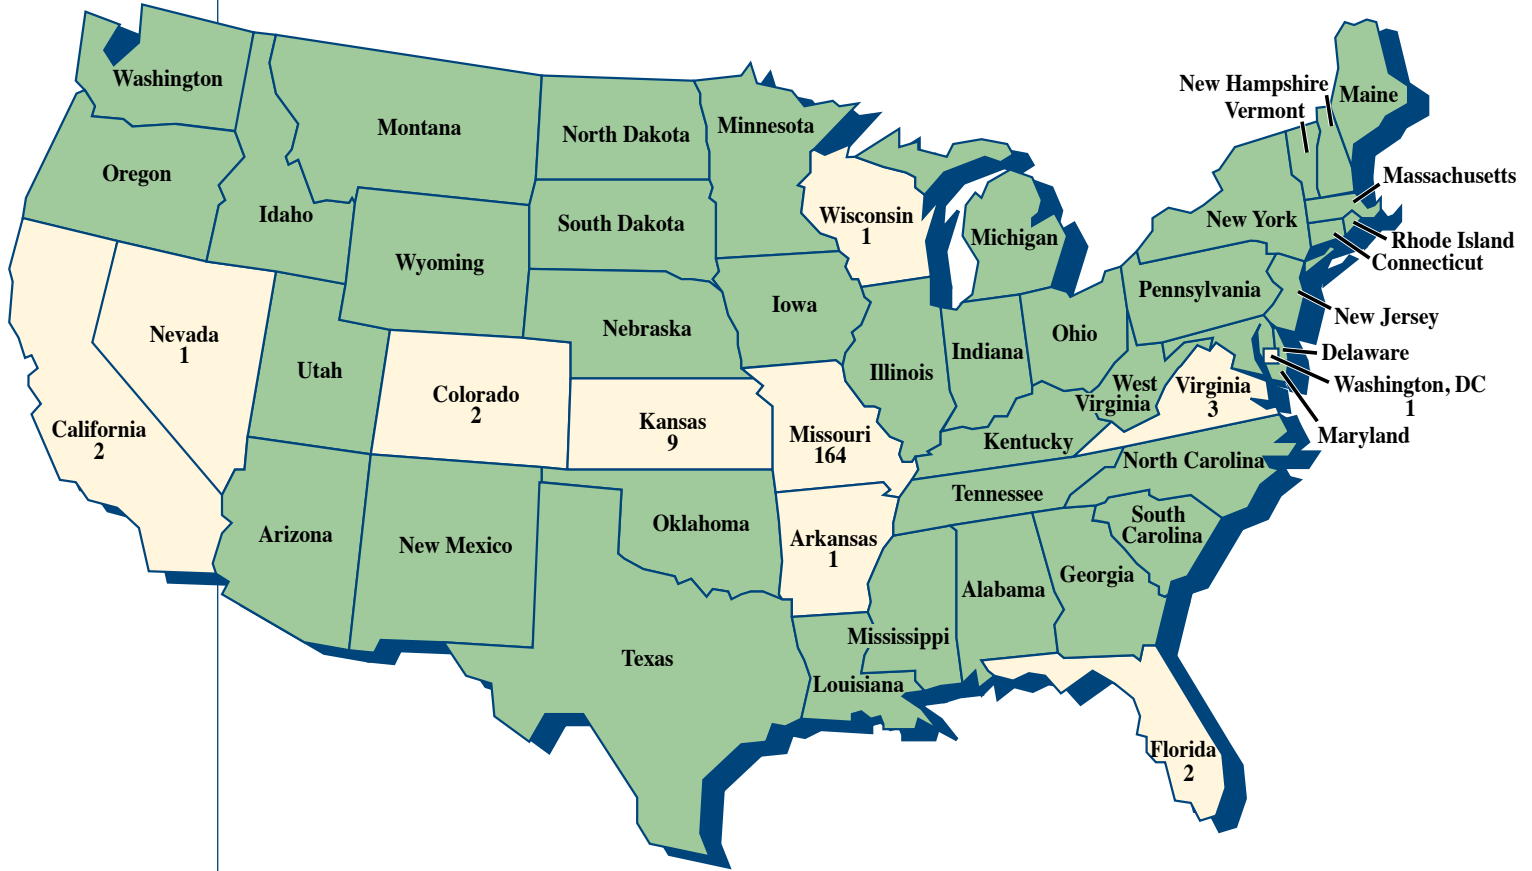 Washington
Oregon
Montana
Idaho
North Dakota
Minnesota
South Dakota
Wyoming
Wisconsin
1
Michigan
New Hampshire
Vermont
Maine
Massachusetts
New York
Rhode Island
Connecticut
Pennsylvania
New Jersey
Delaware
Washington, DC
1
Maryland
Nevada
1
California
2
Utah
Colorado
2
Nebraska
Iowa
Kansas
9
Missouri
164
Illinois
Indiana
Ohio
West
Virginia
Virginia
3
Kentucky
North Carolina
Tennessee
South
Carolina
Arizona
New Mexico
Oklahoma
Arkansas
1
Texas
Louisiana
Mississippi
Alabama
Georgia
Florida
2